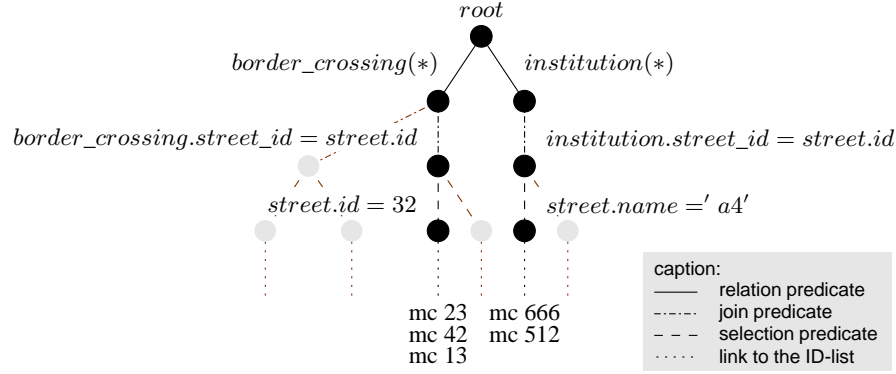 root
border_crossing(∗) institution(∗)
border_crossing.street_id = street.id institution.street_id = street.id
street.id = 32 street.name =′ a4′
caption:
relation predicate
join predicate
selection predicate
link to the ID-list
mc 23 mc 666
mc 42 mc 512
mc 13